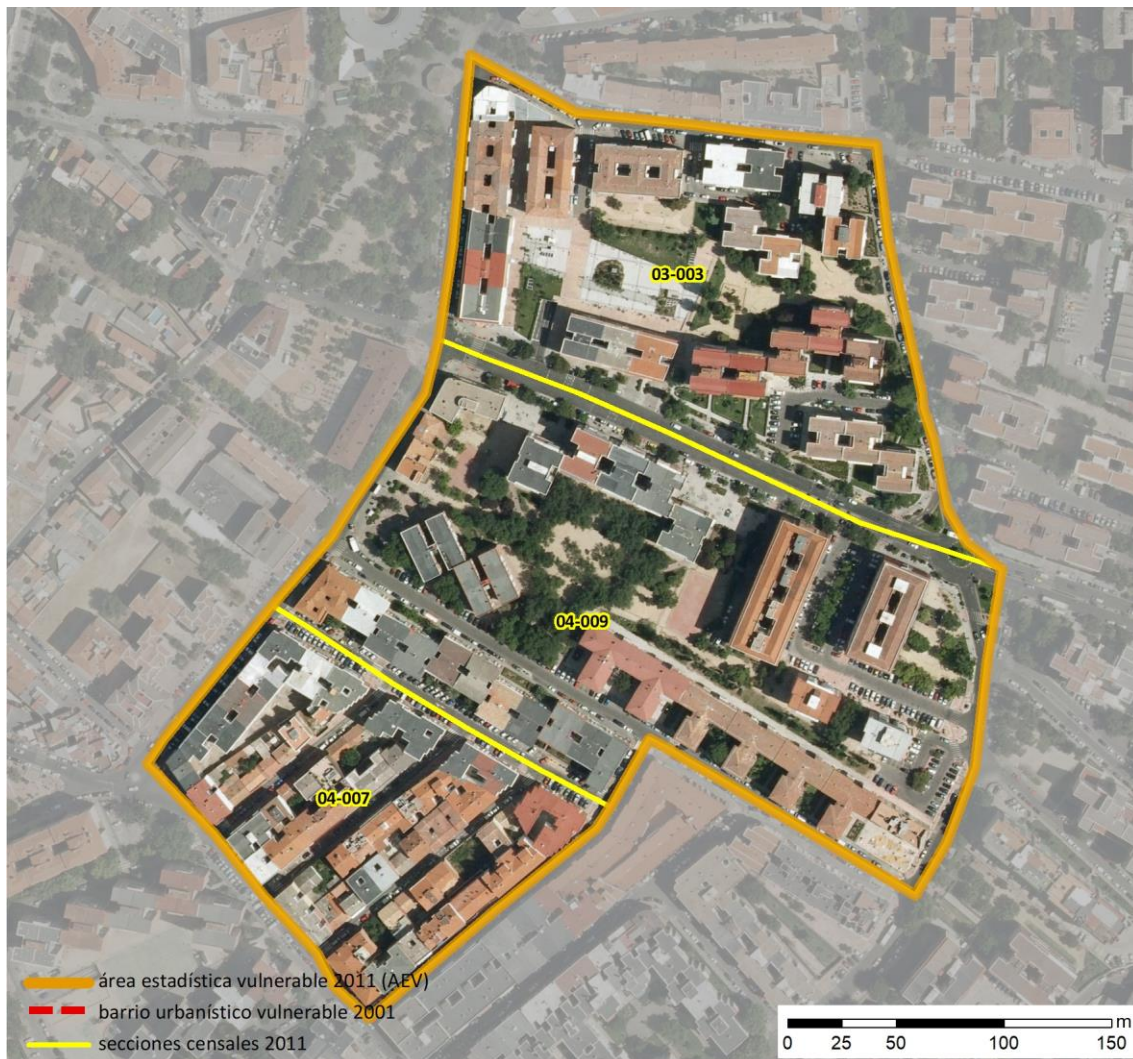 03-003
04-009
04-007
área estadística vulnerable 2011 (AEV)
barrio urbanístico vulnerable 2001
secciones censales 2011
m
0 25 50 100 150